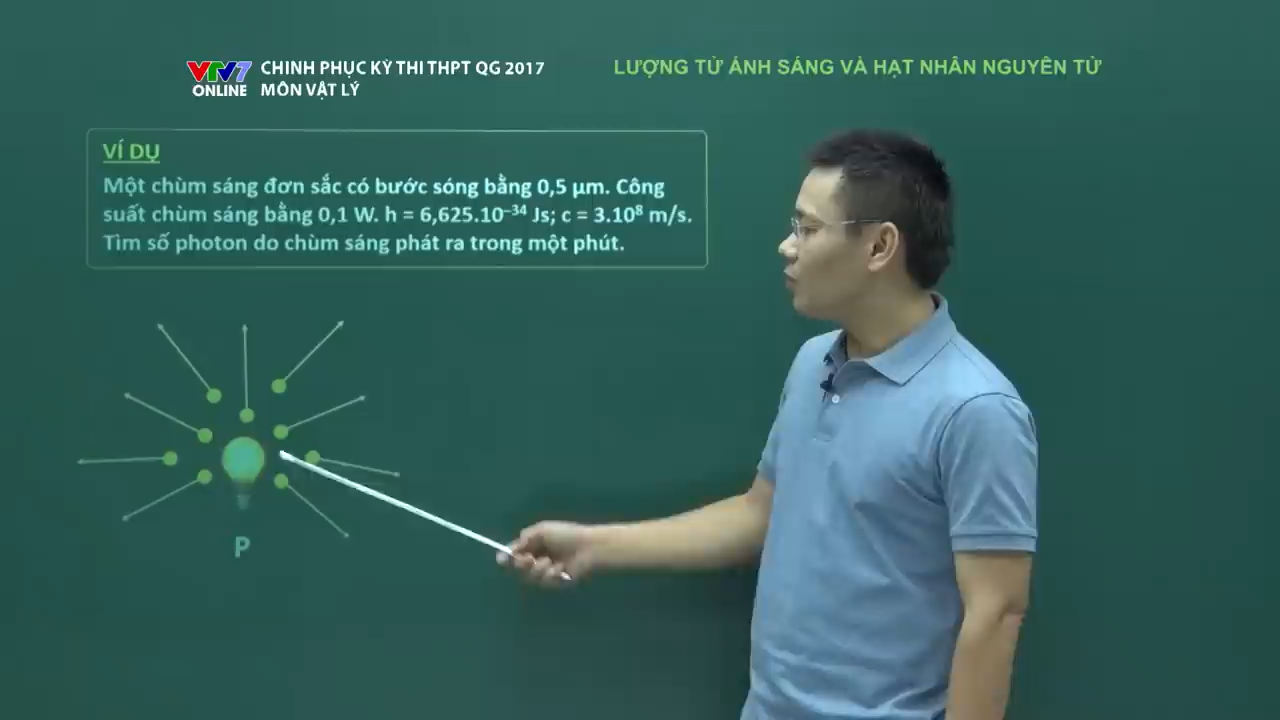 VTV7
ONLINE
CHINH PHỤC KỲ THI THPT QG 2017
MÔN VẬT LÝ
LƯỢNG TỬ ÁNH SÁNG VÀ HẠT NHÂN NGUYÊN TỬ
VÍ DỤ
Một chùm sáng đơn sắc có bước sóng bằng 0,5 μm. Công
suất chùm sáng bằng 0,1 W. h = 6,625.10⁻³⁴ Js; c = 3.10⁸ m/s.
Tìm số photon do chùm sáng phát ra trong một phút.
P